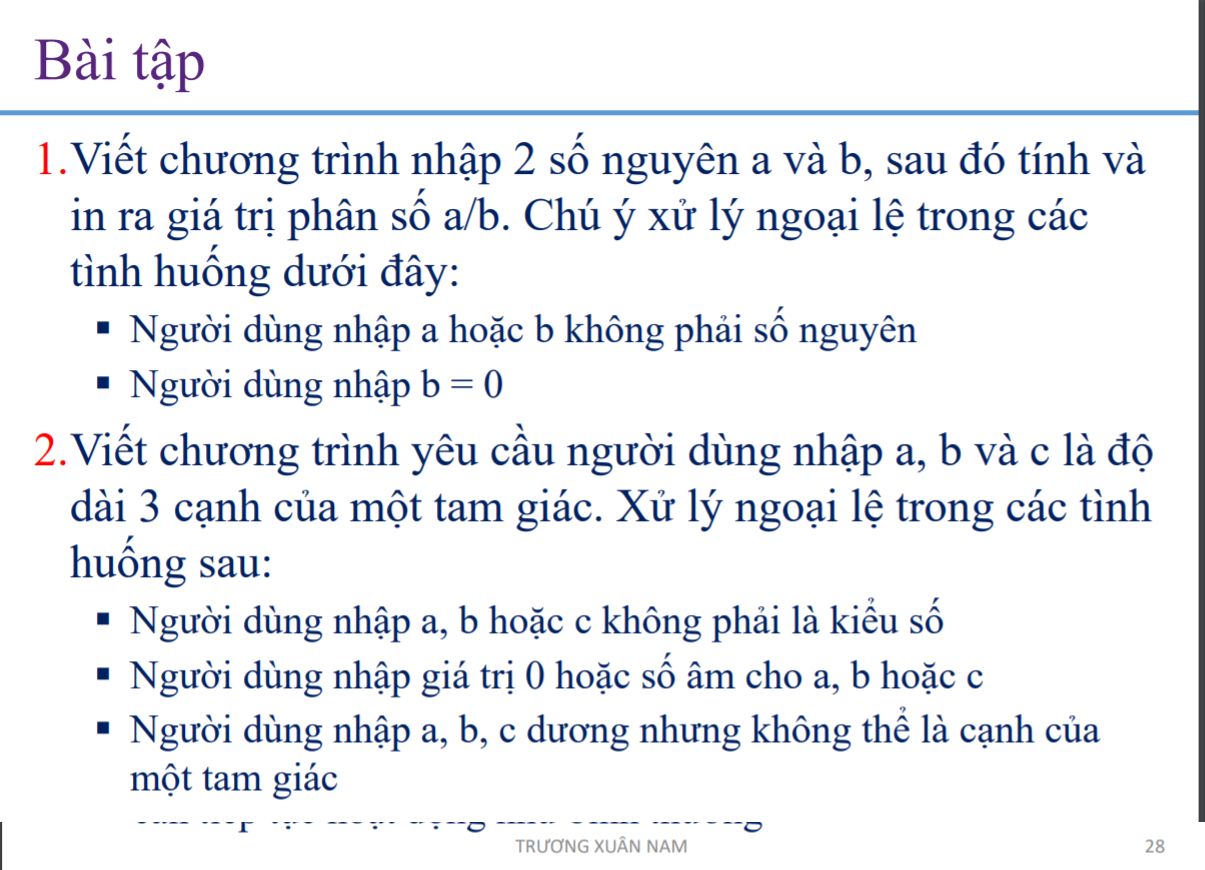 Bài tập
1.Viết chương trình nhập 2 số nguyên a và b, sau đó tính và
in ra giá trị phân số a/b. Chú ý xử lý ngoại lệ trong các
tình huống dưới đây:
▪ Người dùng nhập a hoặc b không phải số nguyên
▪ Người dùng nhập b = 0
2.Viết chương trình yêu cầu người dùng nhập a, b và c là độ
dài 3 cạnh của một tam giác. Xử lý ngoại lệ trong các tình
huống sau:
▪ Người dùng nhập a, b hoặc c không phải là kiểu số
▪ Người dùng nhập giá trị 0 hoặc số âm cho a, b hoặc c
▪ Người dùng nhập a, b, c dương nhưng không thể là cạnh của
một tam giác
TRƯƠNG XUÂN NAM
28